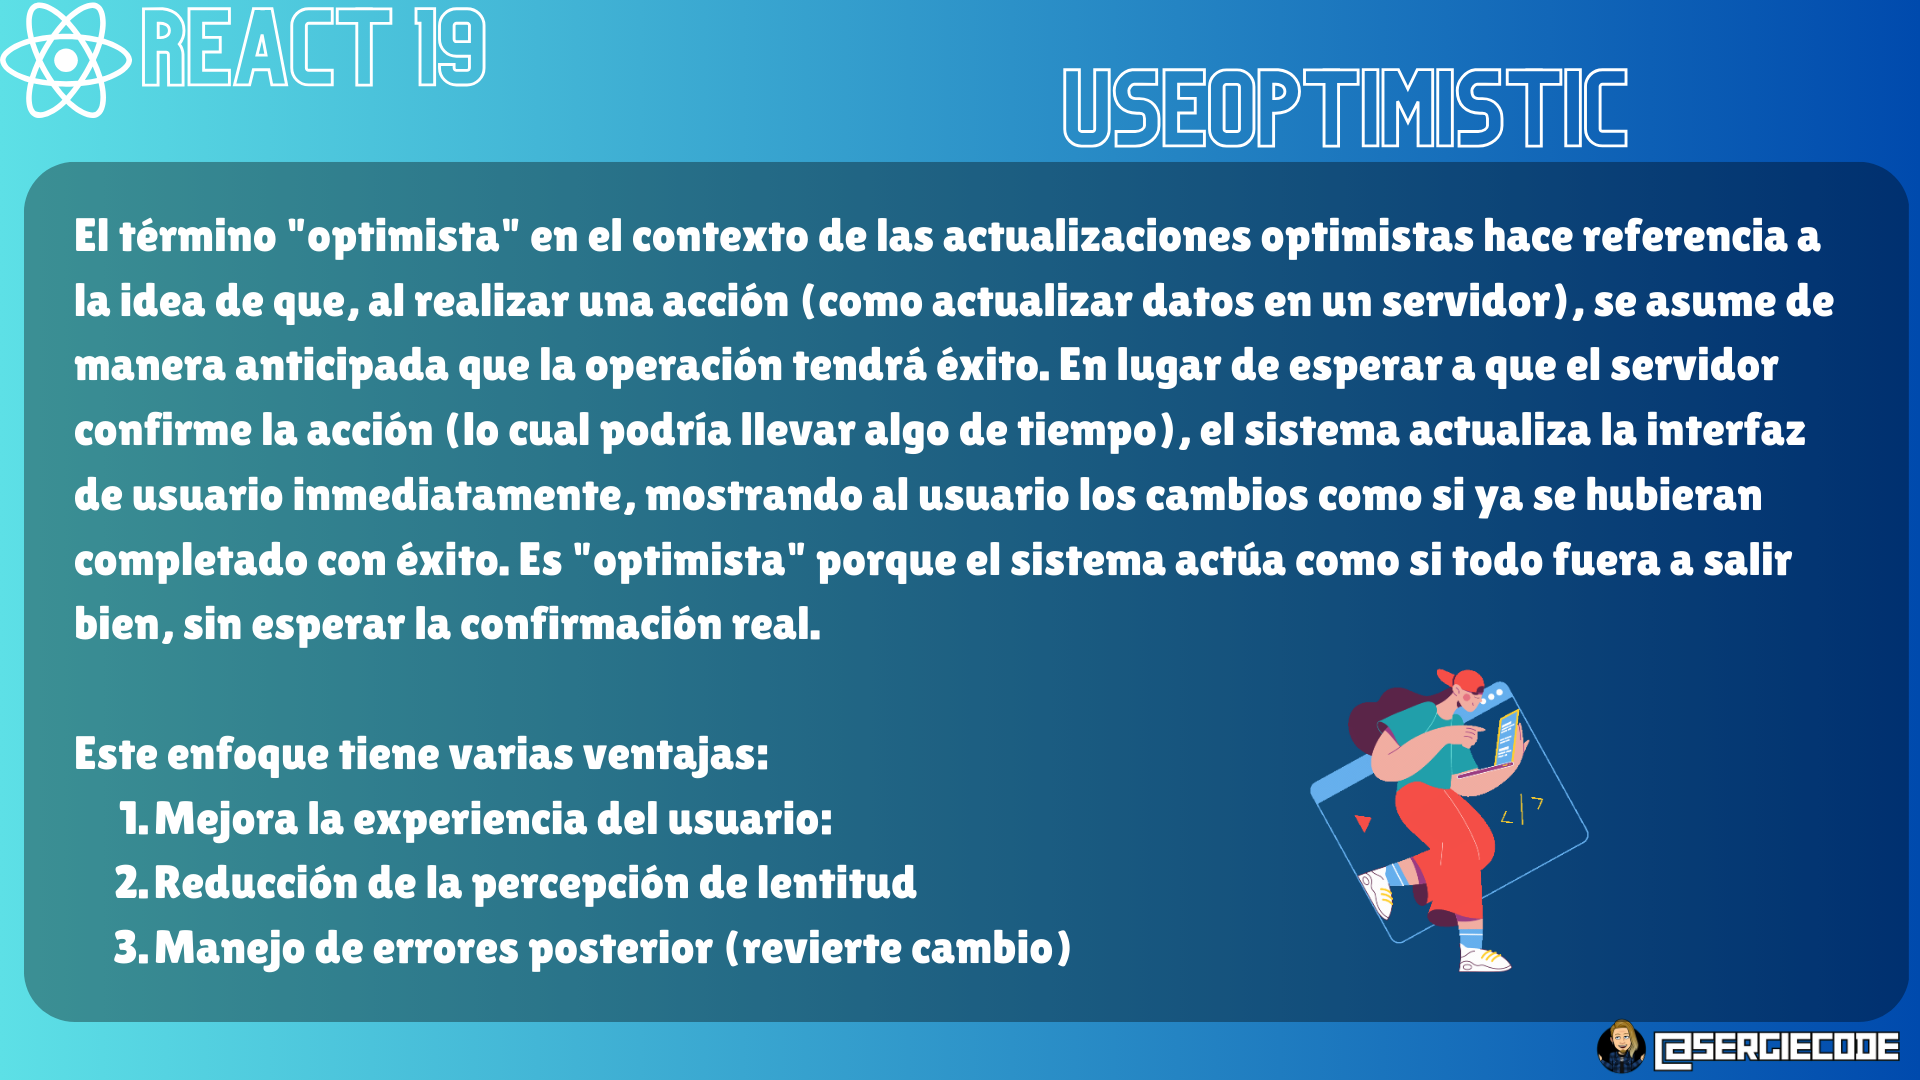 REACT 19
USEOPTIMISTIC
El término "optimista" en el contexto de las actualizaciones optimistas hace referencia a
la idea de que, al realizar una acción (como actualizar datos en un servidor), se asume de
manera anticipada que la operación tendrá éxito. En lugar de esperar a que el servidor
confirme la acción (lo cual podría llevar algo de tiempo), el sistema actualiza la interfaz
de usuario inmediatamente, mostrando al usuario los cambios como si ya se hubieran
completado con éxito. Es "optimista" porque el sistema actúa como si todo fuera a salir
bien, sin esperar la confirmación real.
Este enfoque tiene varias ventajas:
1. Mejora la experiencia del usuario:
2. Reducción de la percepción de lentitud
3. Manejo de errores posterior (revierte cambio)
</>
@SERGIECODE